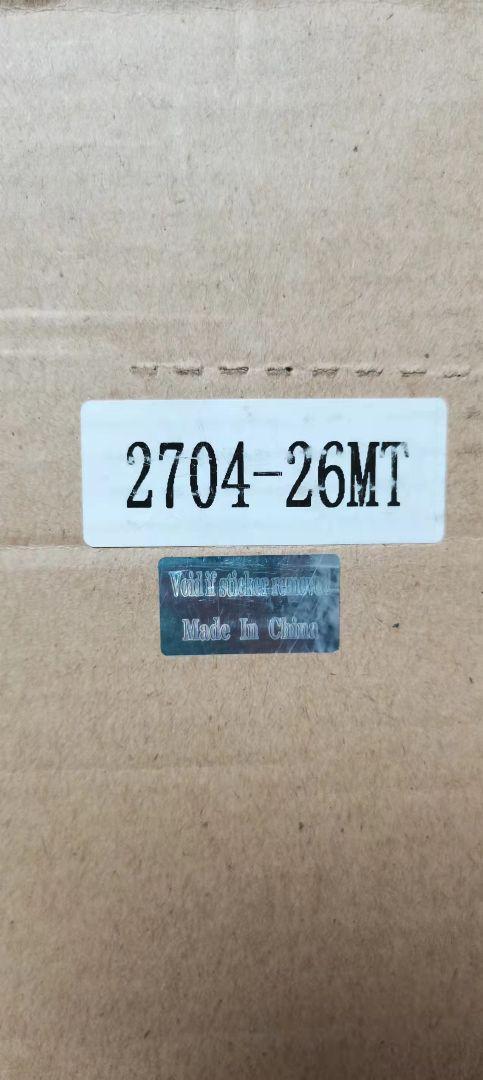 2704-26MT
Void if sticker removed
Made In China